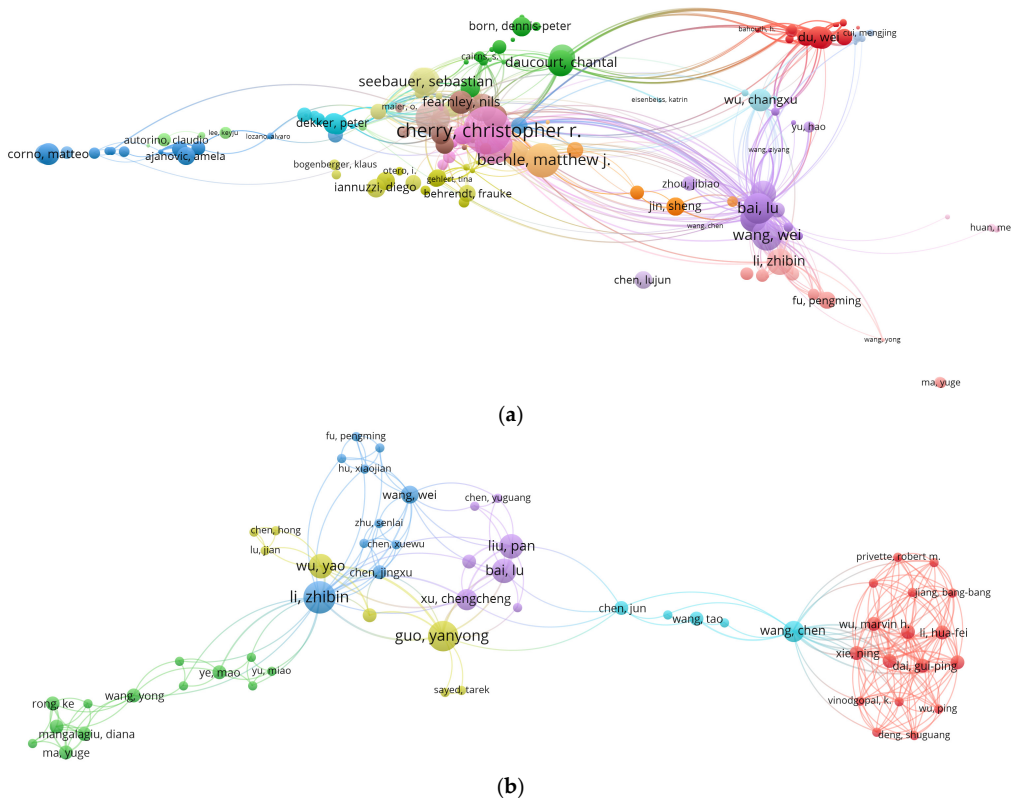 born, dennis-peter
bahouth, h.
du, wei
cui, mengjing
cairns, s.
daucourt, chantal
seebauer, sebastian
fearnley, nils
eisenbeiss, katrin
wu, changxu
maier, o.
dekker, peter
cherry, christopher r.
yu, hao
lee, keyju
lozano, alvaro
autorino, claudio
corno, matteo
ajanovic, amela
wang, ziyang
bechle, matthew j.
bogenberger, klaus
otero, i.
gehlert, tina
iannuzzi, diego
behrendt, frauke
zhou, jibiao
jin, sheng
bai, lu
wang, chen
wang, wei
huan, me
li, zhibin
chen, lujun
fu, pengming
wang, yong
ma, yuge
(a)
fu, pengming
hu, xiaojian
wang, wei
chen, yuguang
zhu, senlai
chen, hong
lu, jian
chen, xuewu
liu, pan
wu, yao
chen, jingxu
bai, lu
li, zhibin
xu, chengcheng
chen, jun
wang, tao
guo, yanyong
wang, chen
privette, robert m.
jiang, bang-bang
wu, marvin h.
li, hua-fei
xie, ning
dai, gui-ping
ye, mao
yu, miao
sayed, tarek
wang, yong
vinodgopal, k.
wu, ping
rong, ke
mangalagiu, diana
deng, shuguang
ma, yuge
(b)